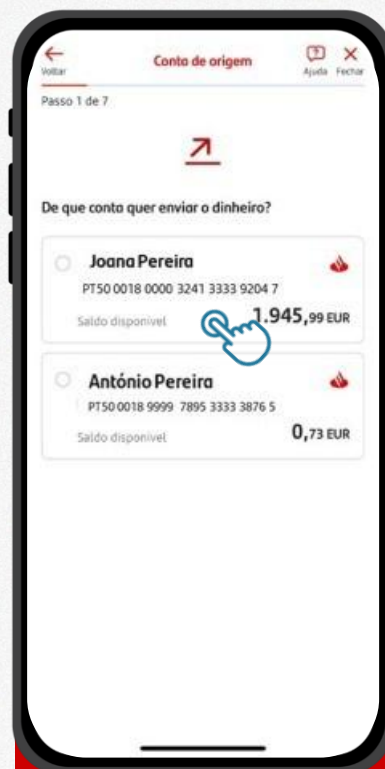 Voltar
Conta de origem
Ajuda Fechar
Passo 1 de 7
De que conta quer enviar o dinheiro?
Joana Pereira
PT50 0018 0000 3241 3333 9204 7
Saldo disponivel 1.945,99 EUR
António Pereira
PT50 0018 9999 7895 3333 3876 5
Saldo disponivel 0,73 EUR